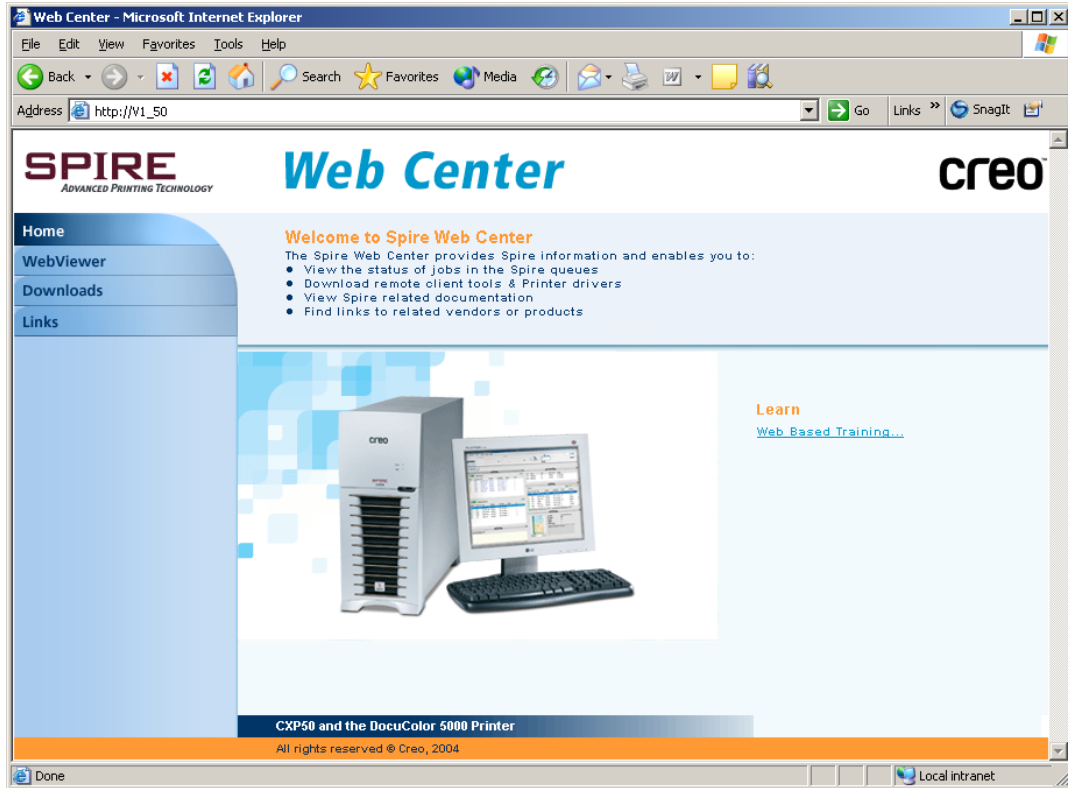 Web Center - Microsoft Internet Explorer
File Edit View Favorites Tools Help
Back Search Favorites Media
Address http://V1_50 Go Links » SnagIt
SPIRE
ADVANCED PRINTING TECHNOLOGY
Web Center
creo
Home
WebViewer
Downloads
Links
Welcome to Spire Web Center
The Spire Web Center provides Spire information and enables you to:
● View the status of jobs in the Spire queues
● Download remote client tools & Printer drivers
● View Spire related documentation
● Find links to related vendors or products
creo
Learn
Web Based Training...
CXP50 and the DocuColor 5000 Printer
All rights reserved © Creo, 2004
Done Local intranet